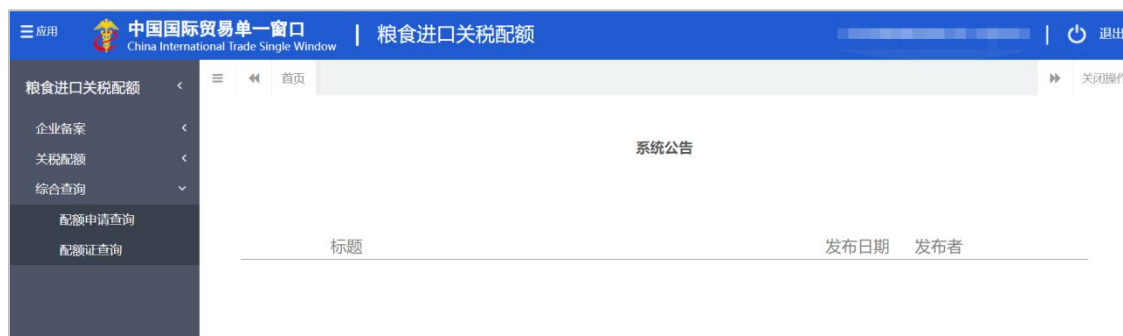 应用
中国国际贸易单一窗口
China International Trade Single Window
粮食进口关税配额
退出
粮食进口关税配额
首页
关闭操作
企业备案
系统公告
关税配额
综合查询
配额申请查询
配额证查询
标题 发布日期 发布者